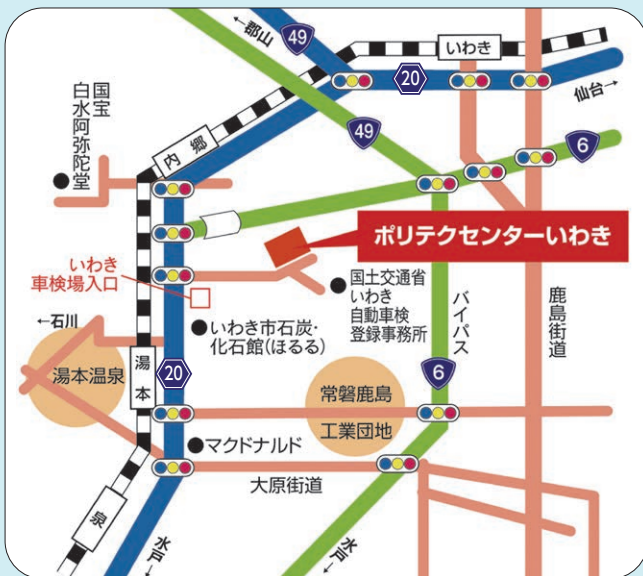 ←郡山
49
いわき
20
仙台→
国宝
白水阿弥陀堂
内郷
49
6
ポリテクセンターいわき
いわき
車検場入口
国土交通省
いわき
自動車検
登録事務所
バイパス
鹿島街道
←石川
いわき市石炭・
化石館(ほるる)
湯本温泉
湯本
20
6
常磐鹿島
工業団地
マクドナルド
大原街道
泉
水戸→
水戸→